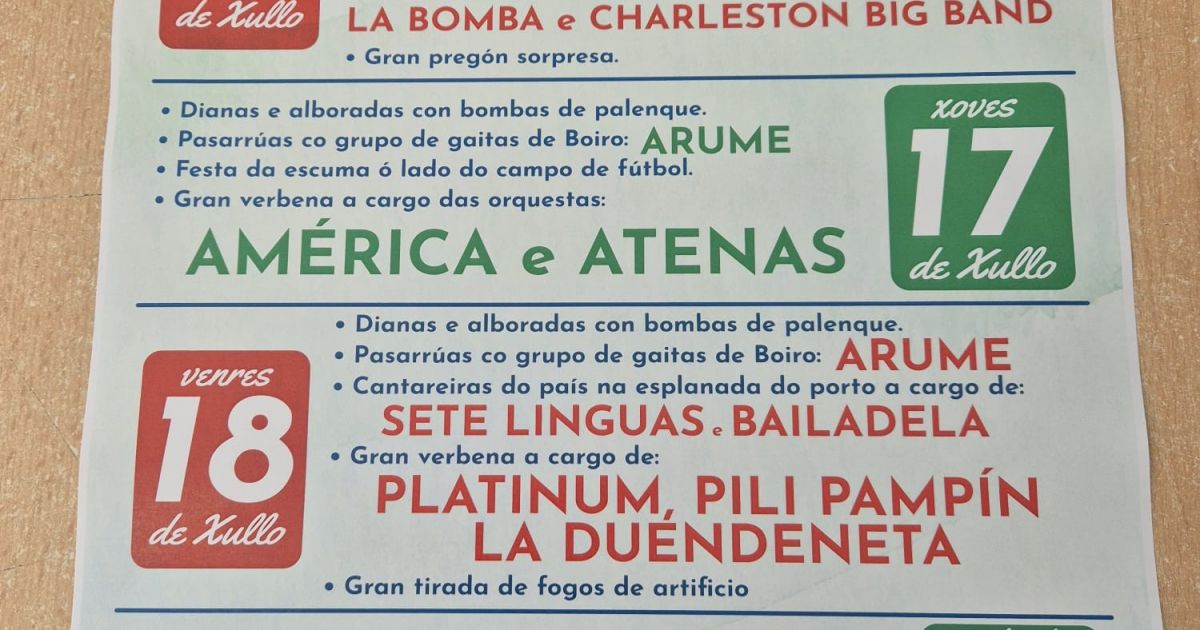 de Xullo
LA BOMBA e CHARLESTON BIG BAND
• Gran pregón sorpresa.
• Dianas e alboradas con bombas de palenque.
• Pasarrúas co grupo de gaitas de Boiro: ARUME
• Festa da escuma ó lado do campo de fútbol.
• Gran verbena a cargo das orquestas:
AMÉRICA e ATENAS
XOVES
17
de Xullo
VENRES
18
de Xullo
• Dianas e alboradas con bombas de palenque.
• Pasarrúas co grupo de gaitas de Boiro: ARUME
• Cantareiras do país na esplanada do porto a cargo de:
SETE LINGUAS e BAILADELA
• Gran verbena a cargo de:
PLATINUM, PILI PAMPÍN
LA DUÉNDENETA
• Gran tirada de fogos de artificio